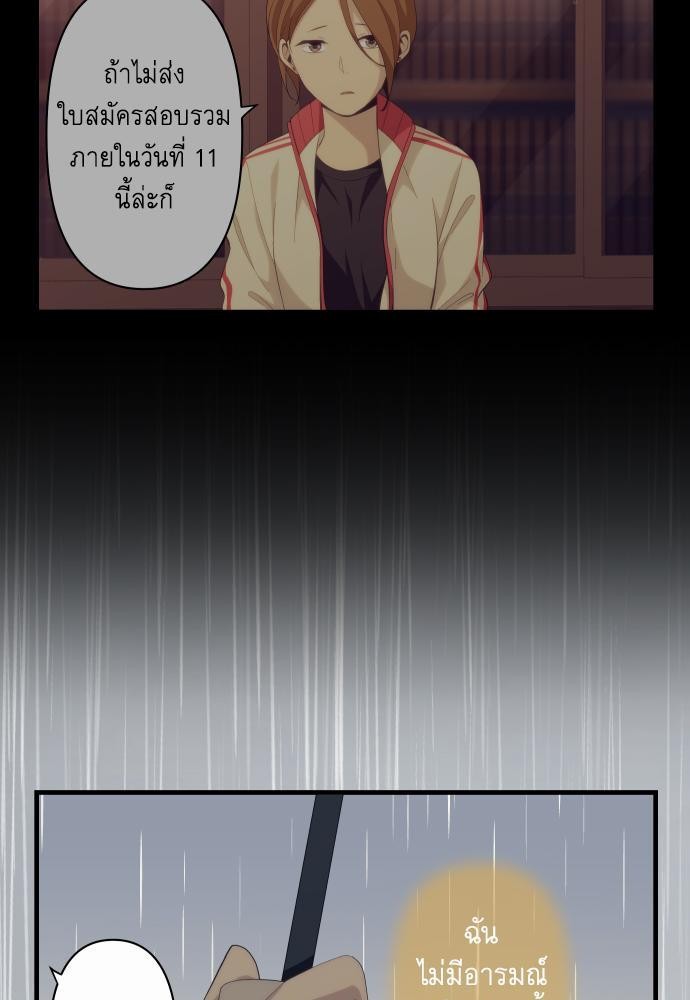 ถ้าไม่ส่ง
ใบสมัครสอบรวม
ภายในวันที่ 11
นี้ล่ะก็
ฉัน
ไม่มีอารมณ์